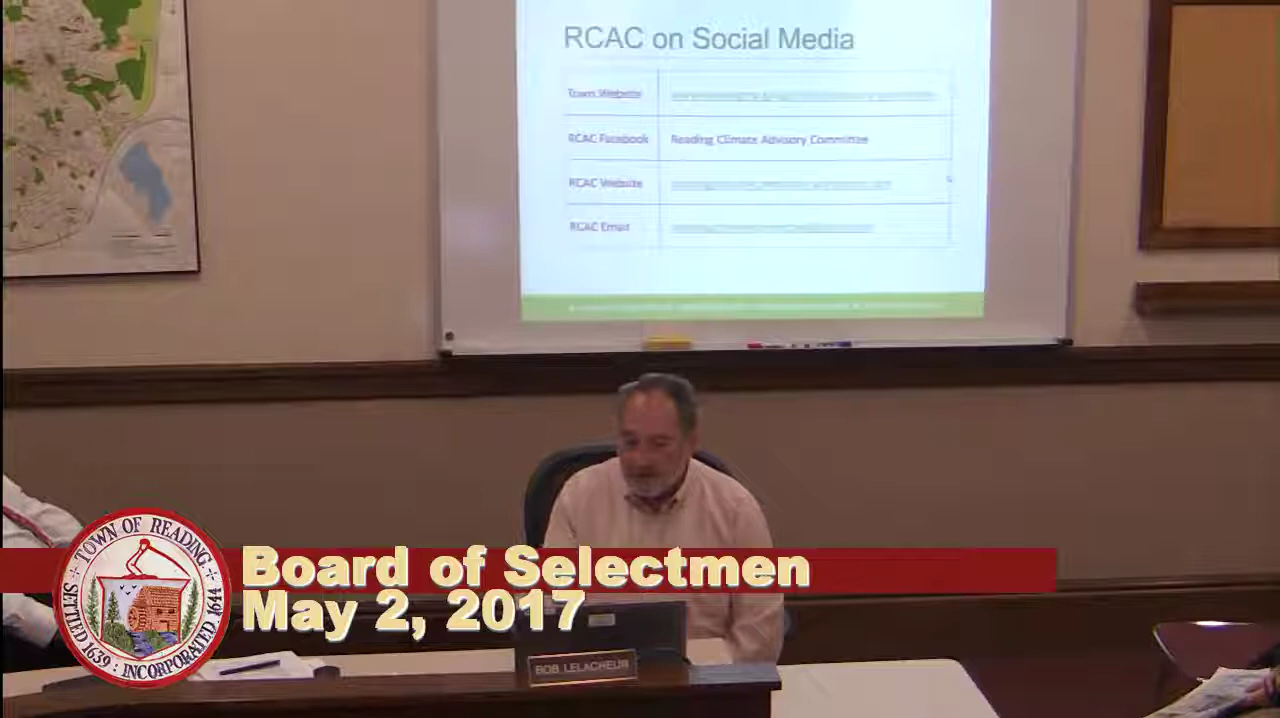 RCAC on Social Media
Town Website
RCAC Facebook Reading Climate Advisory Committee
RCAC Website
RCAC Email
TOWN OF READING
SETTLED 1639 : INCORPORATED 1644
Board of Selectmen
May 2, 2017
BOB LELACHEUR